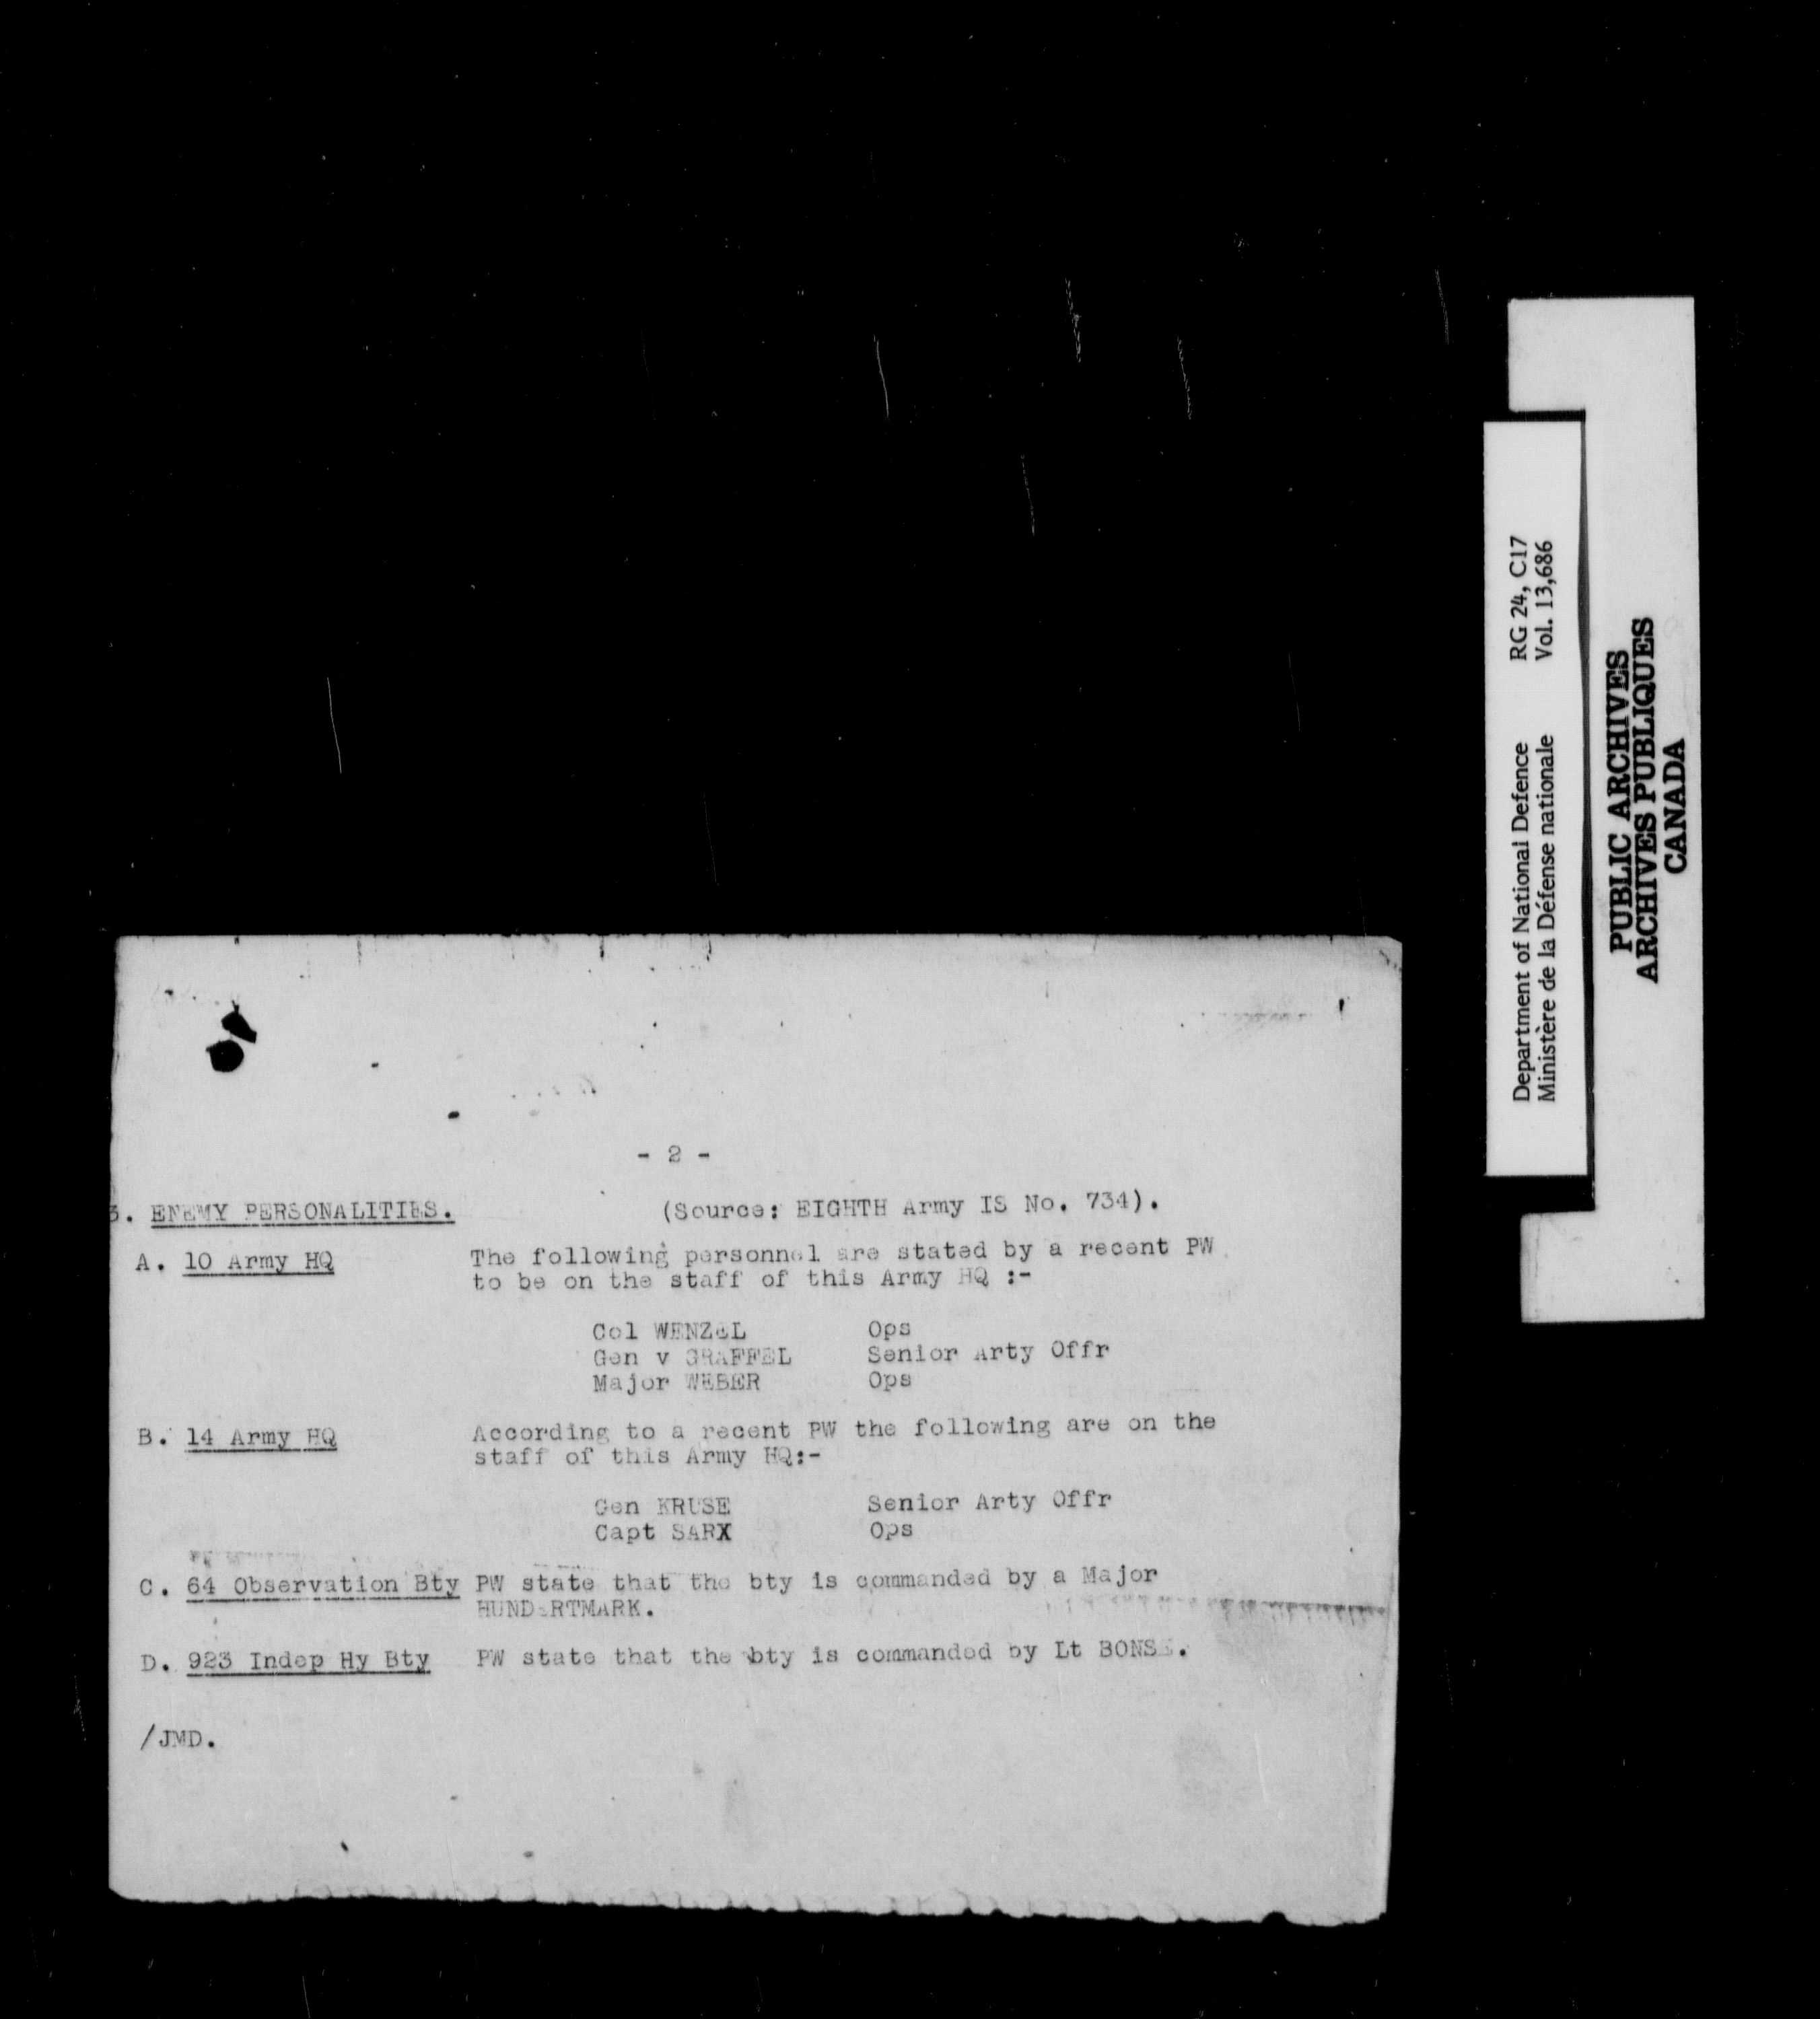 - 2 -
3. ENEMY PERSONALITIES. (Source: EIGHTH Army IS No. 734).
A. 10 Army HQ The following personnel are stated by a recent PW
to be on the staff of this Army HQ :-
Col WENZEL Ops
Gen v GRAFFEL Senior Arty Offr
Major WEBER Ops
B. 14 Army HQ According to a recent PW the following are on the
staff of this Army HQ:-
Gen KRUSE Senior Arty Offr
Capt SARX Ops
C. 64 Observation Bty PW state that the bty is commanded by a Major
HUNDERTMARK.
D. 923 Indep Hy Bty PW state that the bty is commanded by Lt BONSE.
/JMD.
Department of National Defence RG 24, C17
Ministère de la Défense nationale Vol. 13,686
PUBLIC ARCHIVES
ARCHIVES PUBLIQUES
CANADA